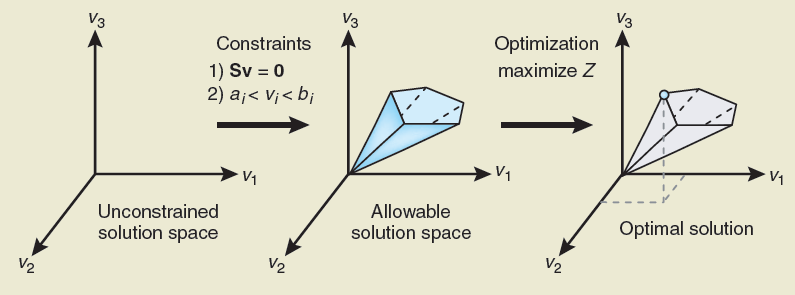 v3
v1
v2
Unconstrained
solution space
Constraints
1) Sv = 0
2) ai < vi < bi
v3
v1
v2
Allowable
solution space
Optimization
maximize Z
v3
v1
v2
Optimal solution